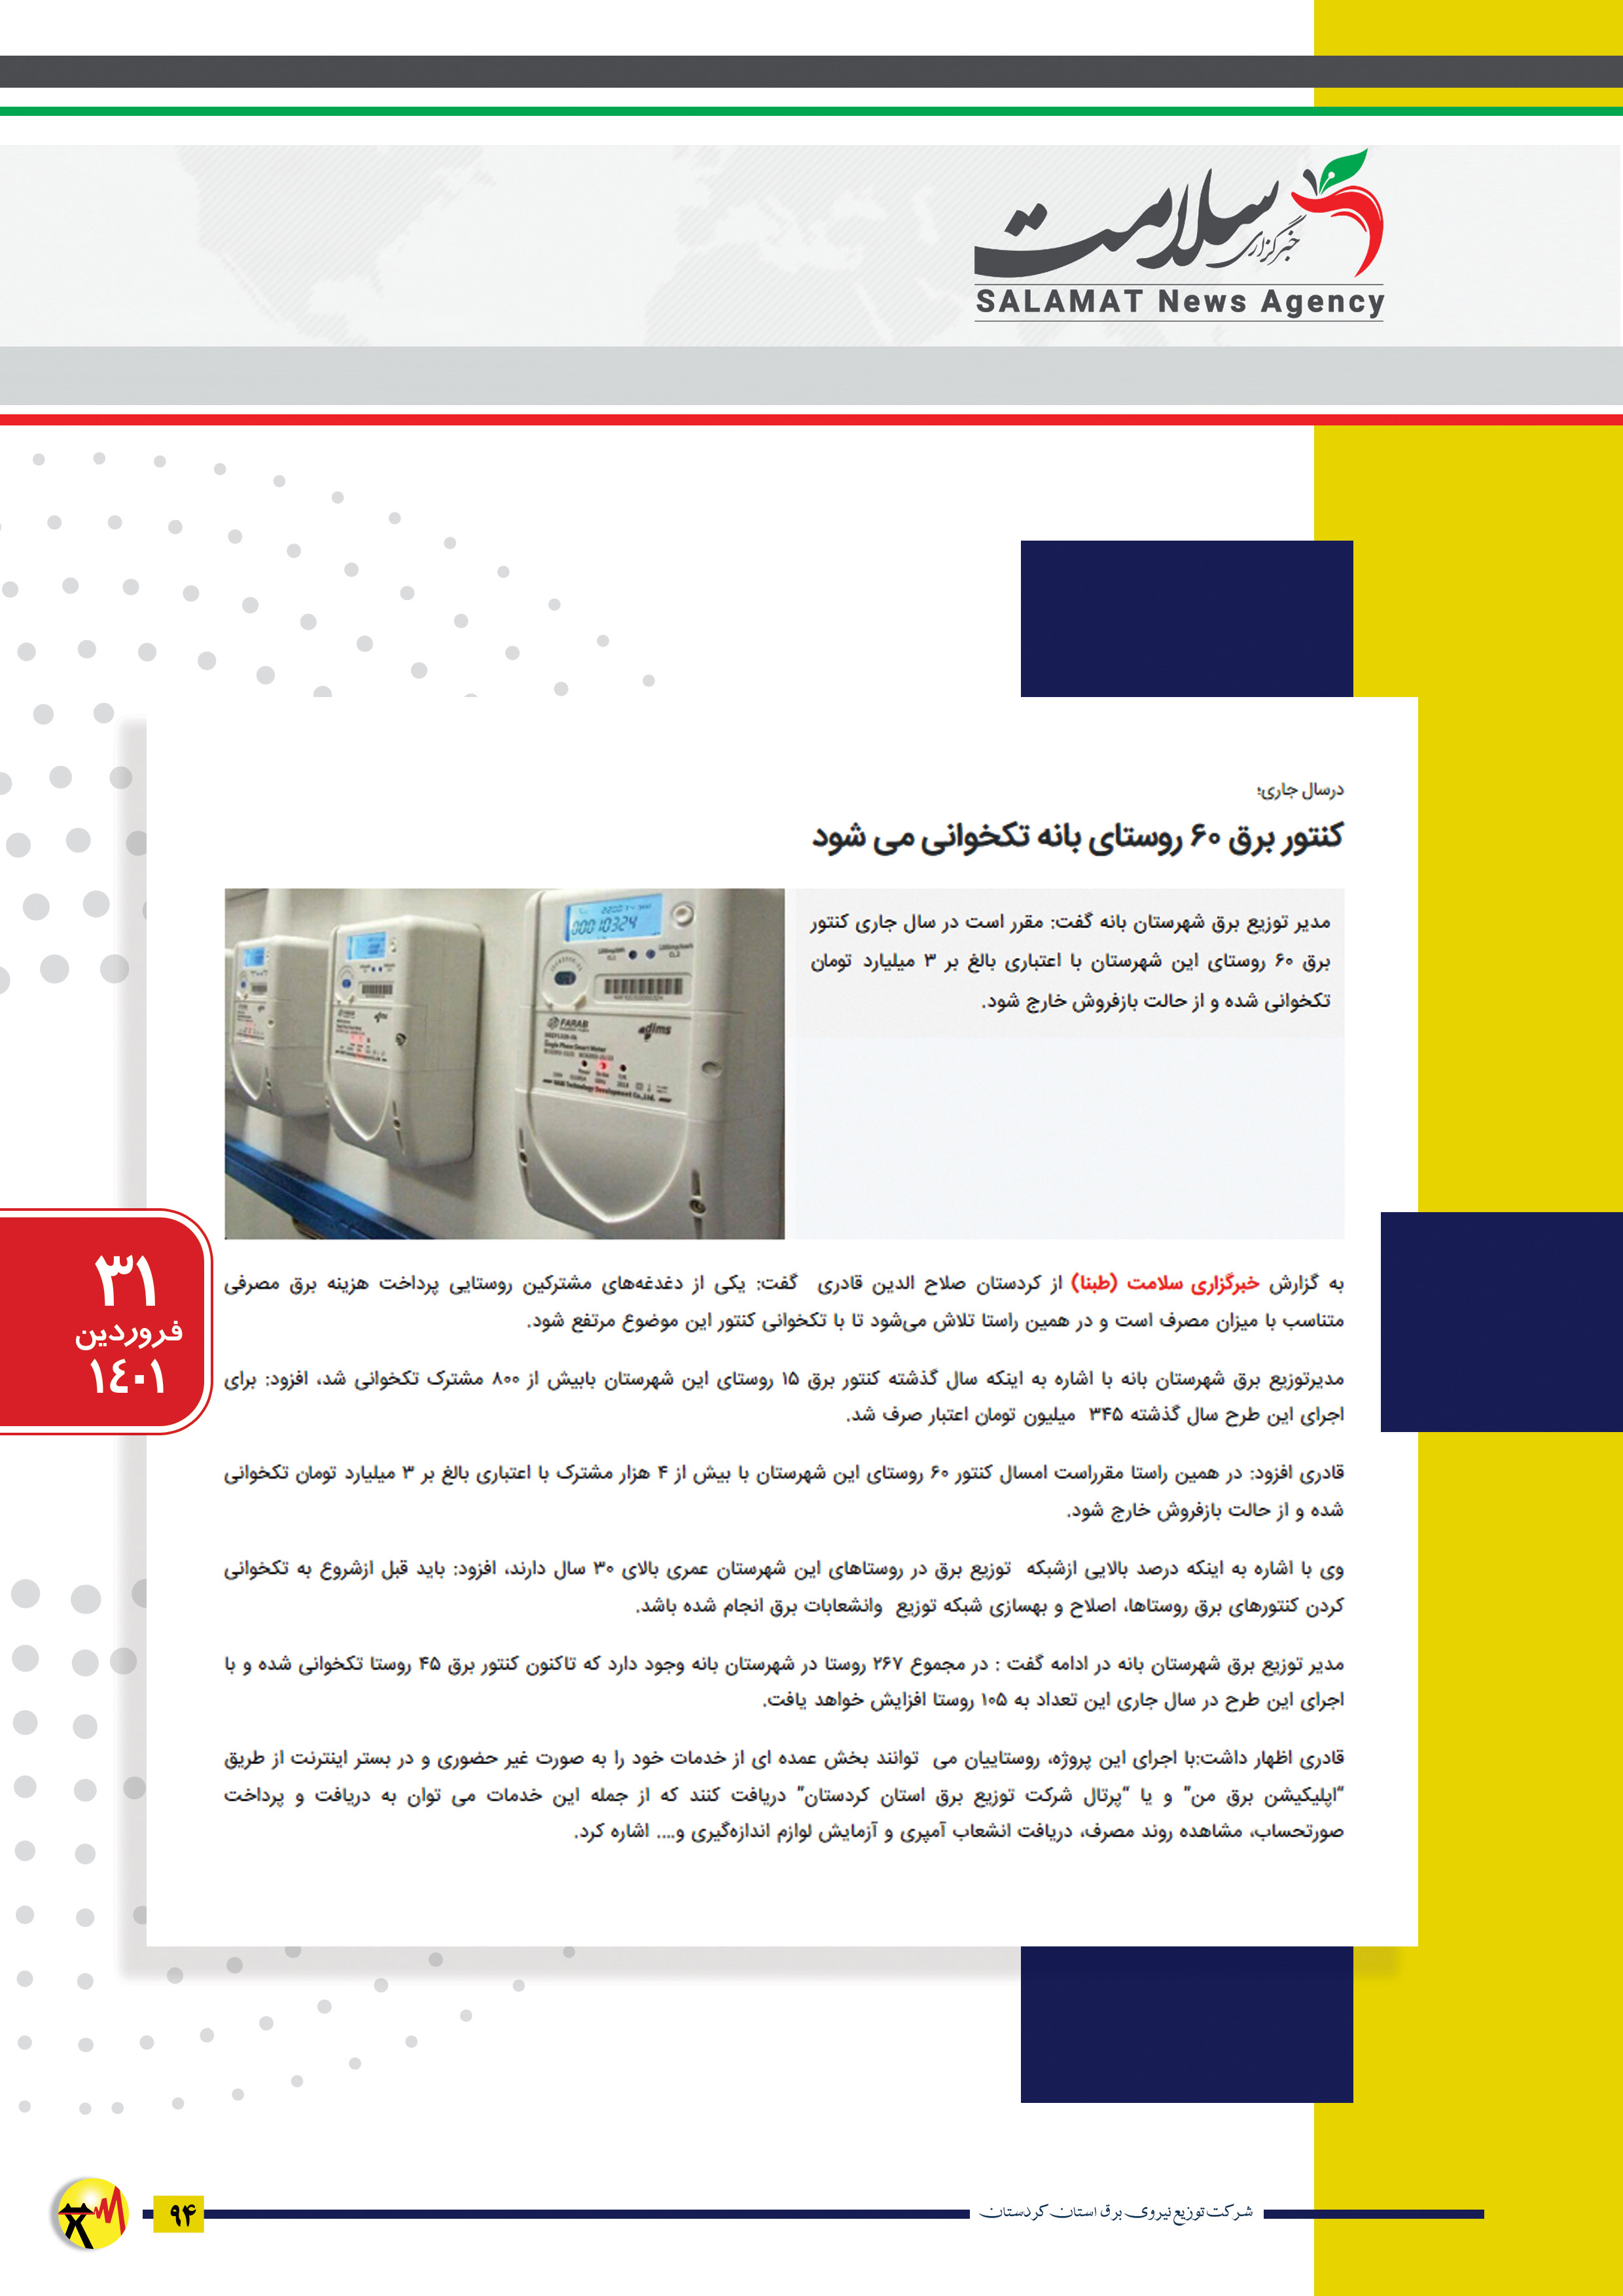 سلامت
خبرگزاری
SALAMAT News Agency
درسال جاری؛
کنتور برق ۶۰ روستای بانه تکخوانی می شود
مدیر توزیع برق شهرستان بانه گفت: مقرر است در سال جاری کنتور
برق ۶۰ روستای این شهرستان با اعتباری بالغ بر ۳ میلیارد تومان
تکخوانی شده و از حالت بازفروش خارج شود.
00010324
FARAB
dims
Single Phase Smart Meter
به گزارش خبرگزاری سلامت (طبنا) از کردستان صلاح الدین قادری گفت: یکی از دغدغه‌های مشترکین روستایی پرداخت هزینه برق مصرفی
متناسب با میزان مصرف است و در همین راستا تلاش می‌شود تا با تکخوانی کنتور این موضوع مرتفع شود.
مدیرتوزیع برق شهرستان بانه با اشاره به اینکه سال گذشته کنتور برق ۱۵ روستای این شهرستان بابیش از ۸۰۰ مشترک تکخوانی شد، افزود: برای
اجرای این طرح سال گذشته ۳۴۵ میلیون تومان اعتبار صرف شد.
قادری افزود: در همین راستا مقرراست امسال کنتور ۶۰ روستای این شهرستان با بیش از ۴ هزار مشترک با اعتباری بالغ بر ۳ میلیارد تومان تکخوانی
شده و از حالت بازفروش خارج شود.
وی با اشاره به اینکه درصد بالایی ازشبکه توزیع برق در روستاهای این شهرستان عمری بالای ۳۰ سال دارند، افزود: باید قبل ازشروع به تکخوانی
کردن کنتورهای برق روستاها، اصلاح و بهسازی شبکه توزیع وانشعابات برق انجام شده باشد.
مدیر توزیع برق شهرستان بانه در ادامه گفت : در مجموع ۲۶۷ روستا در شهرستان بانه وجود دارد که تاکنون کنتور برق ۴۵ روستا تکخوانی شده و با
اجرای این طرح در سال جاری این تعداد به ۱۰۵ روستا افزایش خواهد یافت.
قادری اظهار داشت:با اجرای این پروژه، روستاییان می توانند بخش عمده ای از خدمات خود را به صورت غیر حضوری و در بستر اینترنت از طریق
“اپلیکیشن برق من” و یا “پرتال شرکت توزیع برق استان کردستان” دریافت کنند که از جمله این خدمات می توان به دریافت و پرداخت
صورتحساب، مشاهده روند مصرف، دریافت انشعاب آمپری و آزمایش لوازم اندازه‌گیری و.... اشاره کرد.
۳۱
فروردین
۱٤۰۱
شرکت توزیع نیروی برق استان کردستان
۹۴